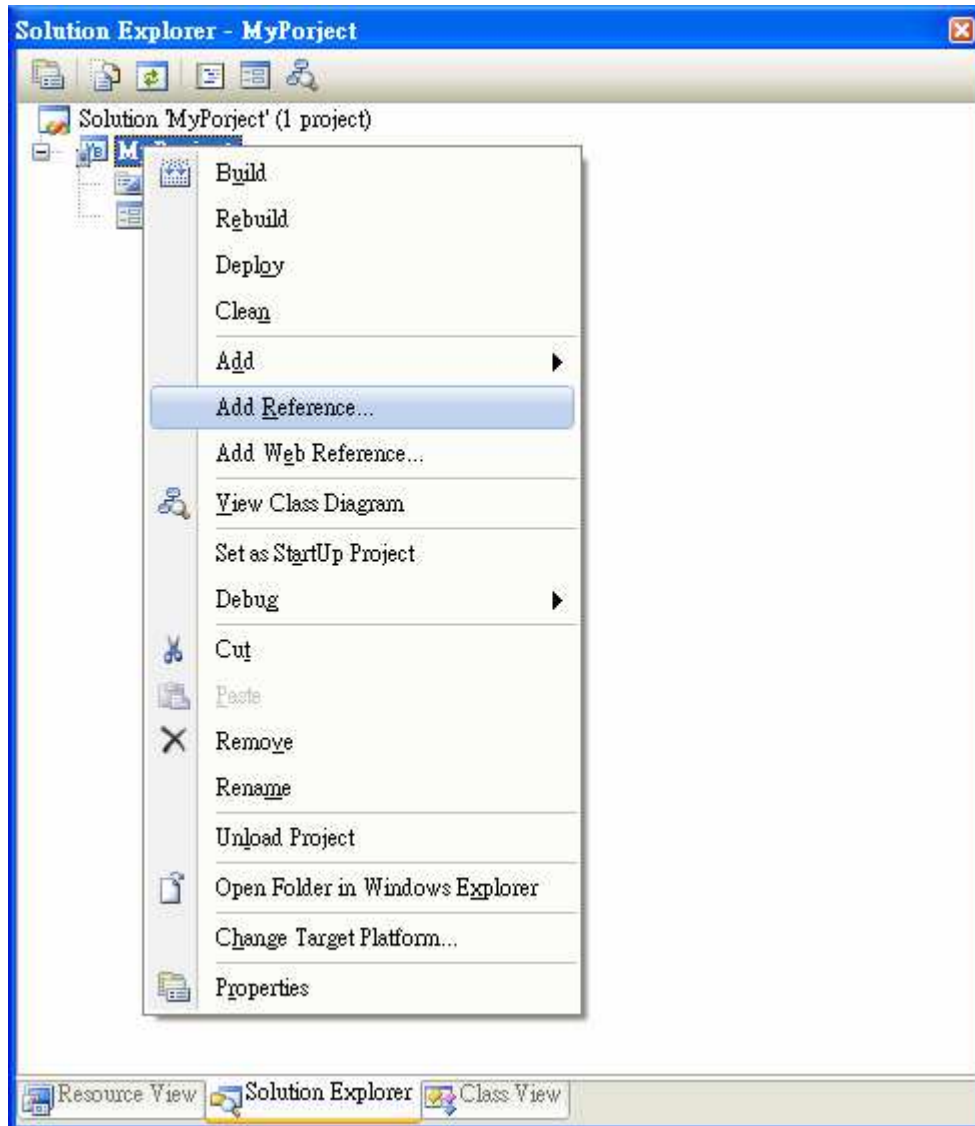 Solution Explorer - MyPorject
Solution 'MyPorject' (1 project)
Build
Rebuild
Deploy
Clean
Add
Add Reference...
Add Web Reference...
View Class Diagram
Set as StartUp Project
Debug
Cut
Paste
Remove
Rename
Unload Project
Open Folder in Windows Explorer
Change Target Platform...
Properties
Resource View
Solution Explorer
Class View